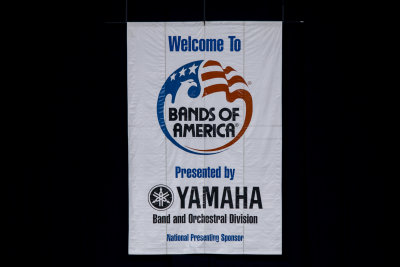 Welcome To
BANDS OF
AMERICA®
Presented by
YAMAHA
Band and Orchestral Division
National Presenting Sponsor